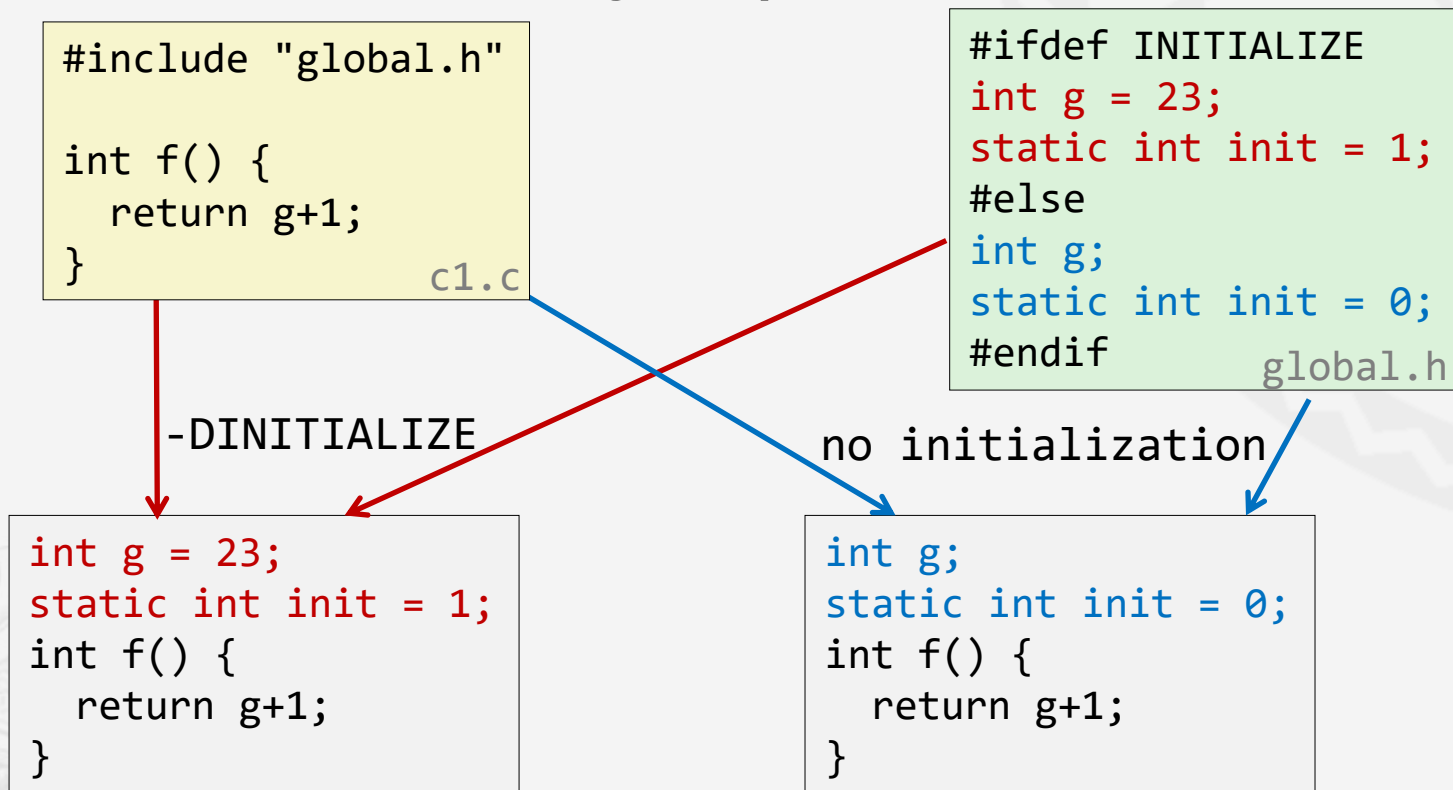 #include "global.h"
int f() {
  return g+1;
}
c1.c
#ifdef INITIALIZE
int g = 23;
static int init = 1;
#else
int g;
static int init = 0;
#endif
global.h
-DINITIALIZE
no initialization
int g = 23;
static int init = 1;
int f() {
  return g+1;
}
int g;
static int init = 0;
int f() {
  return g+1;
}